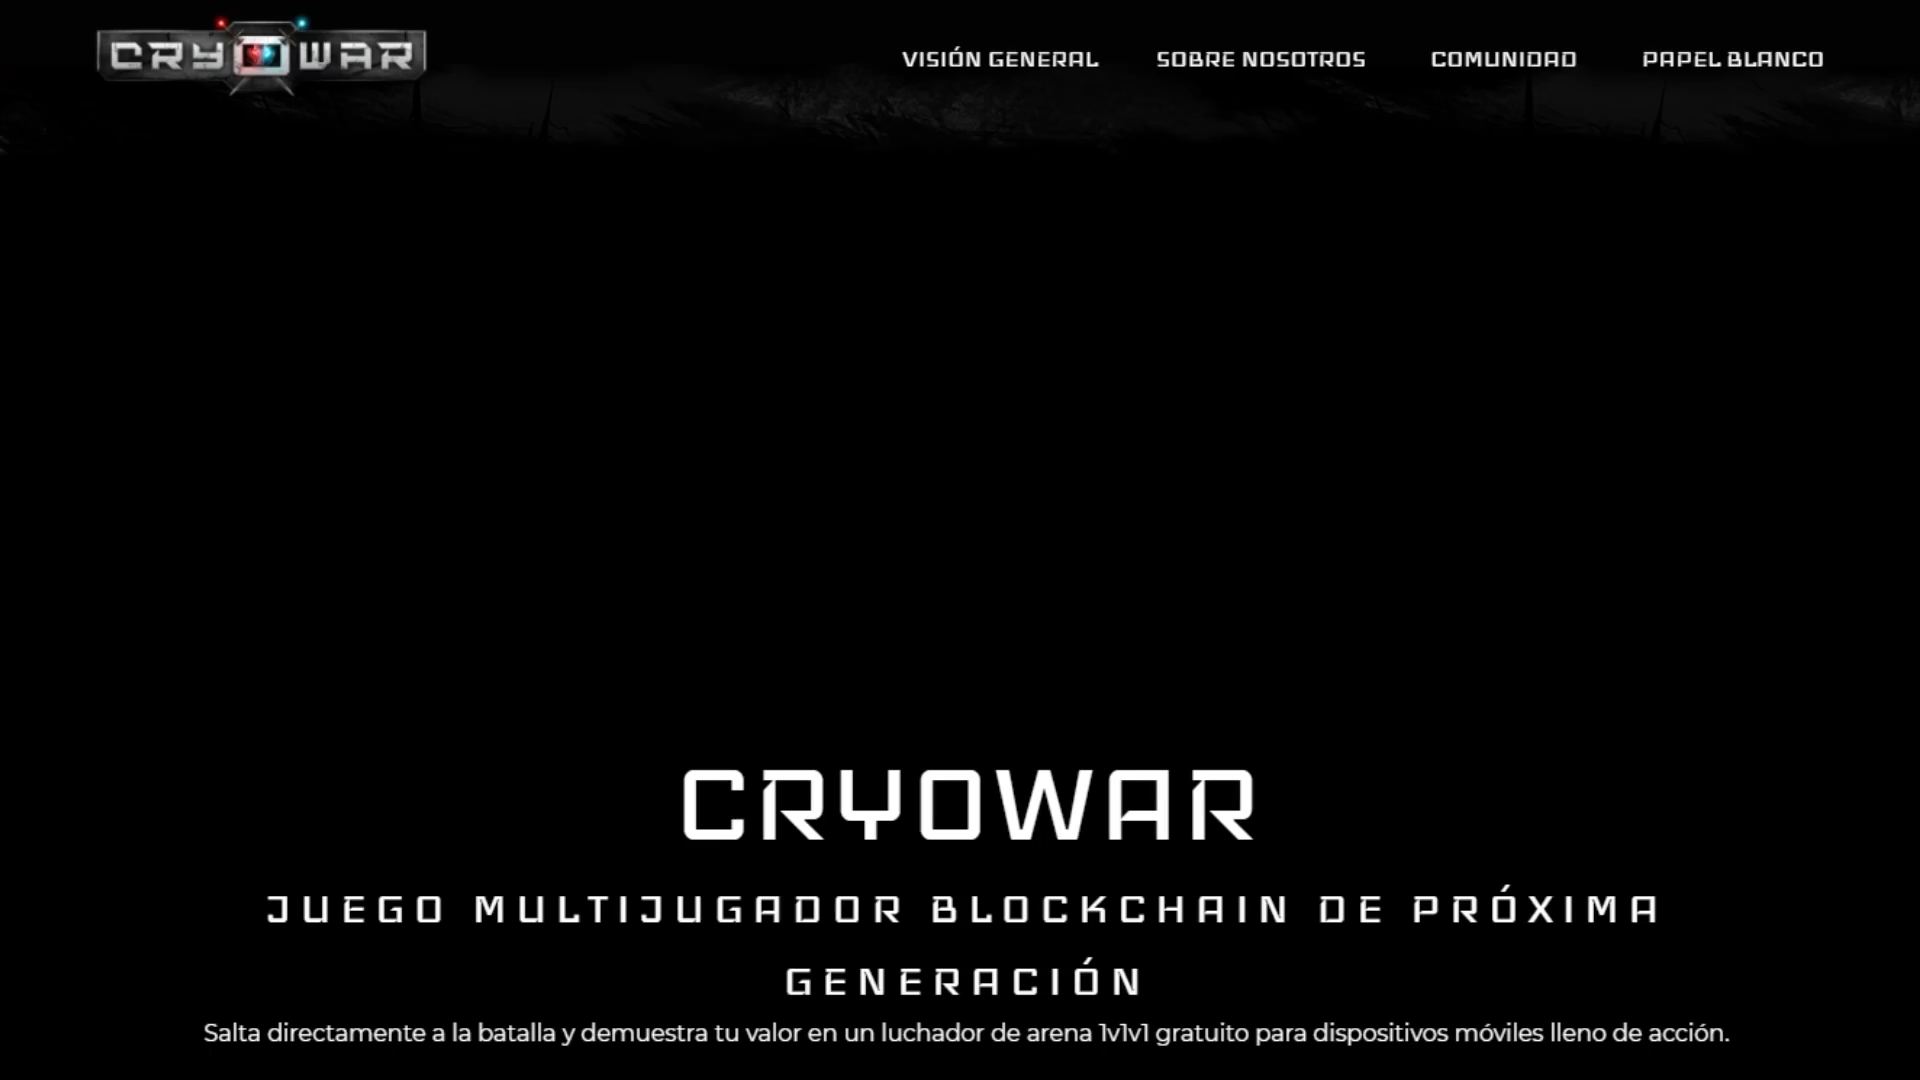 CRYOWAR
VISIÓN GENERAL
SOBRE NOSOTROS
COMUNIDAD
PAPEL BLANCO
CRYOWAR
JUEGO MULTIJUGADOR BLOCKCHAIN DE PRÓXIMA
GENERACIÓN
Salta directamente a la batalla y demuestra tu valor en un luchador de arena 1v1v1 gratuito para dispositivos móviles lleno de acción.